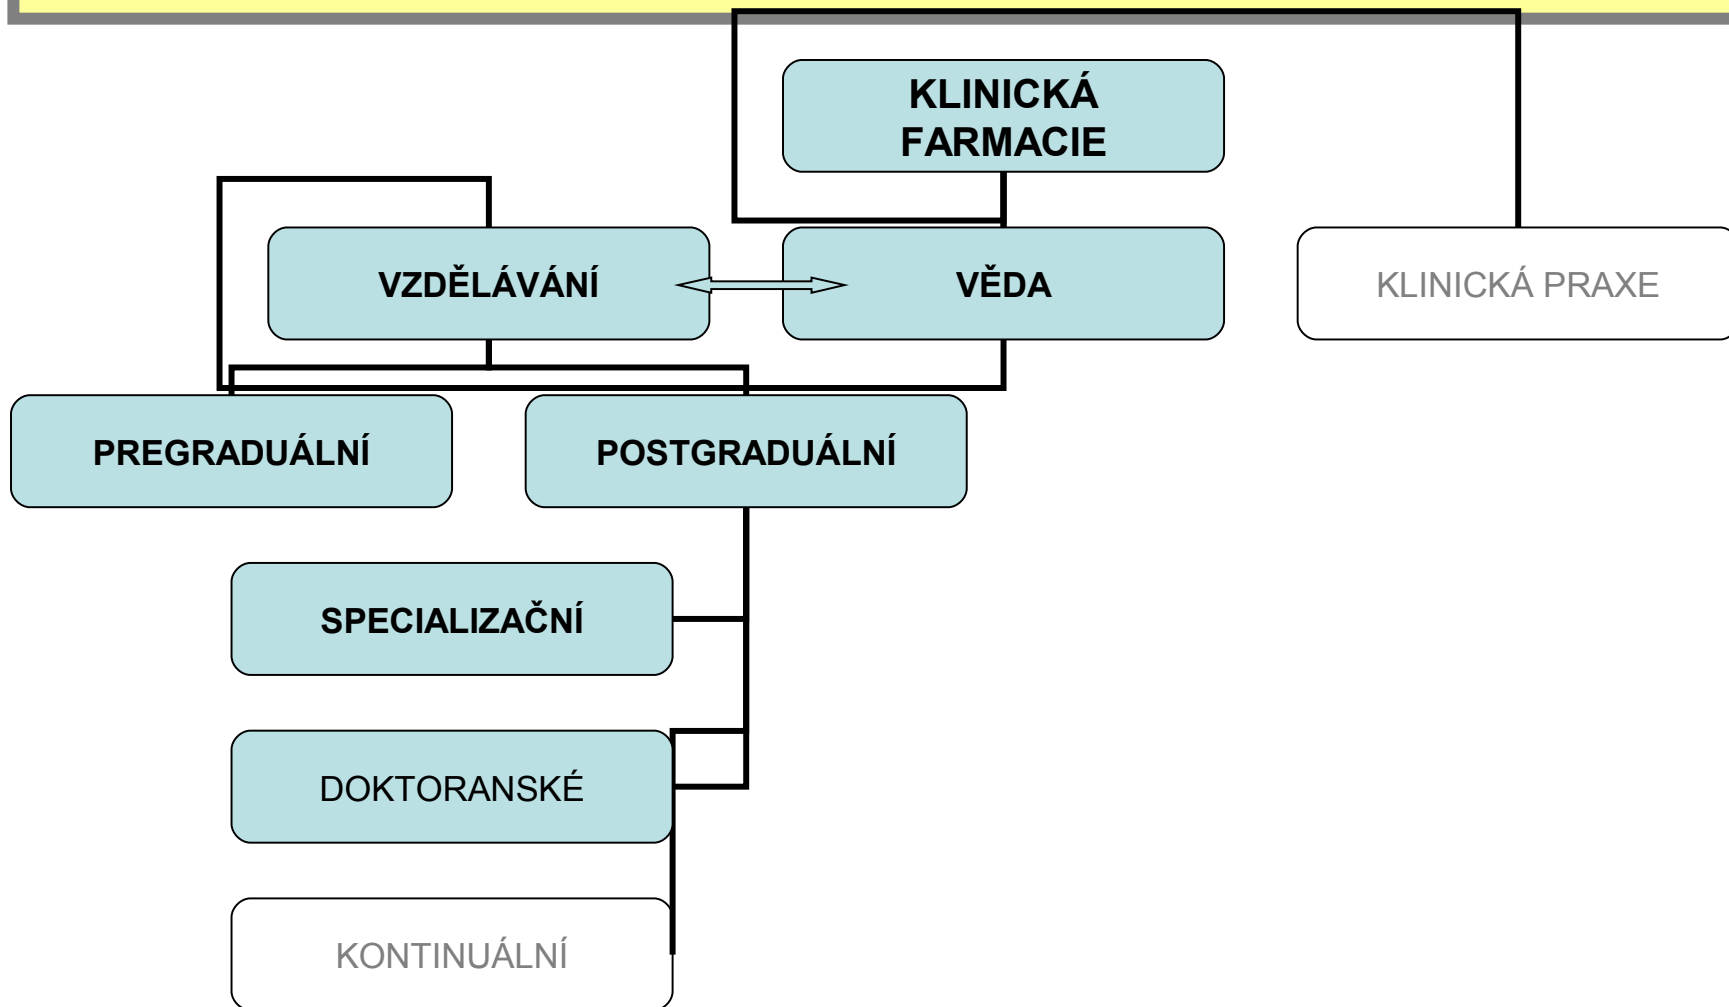 KLINICKÁ
FARMACIE
VZDĚLÁVÁNÍ
VĚDA
KLINICKÁ PRAXE
PREGRADUÁLNÍ
POSTGRADUÁLNÍ
SPECIALIZAČNÍ
DOKTORANSKÉ
KONTINUÁLNÍ